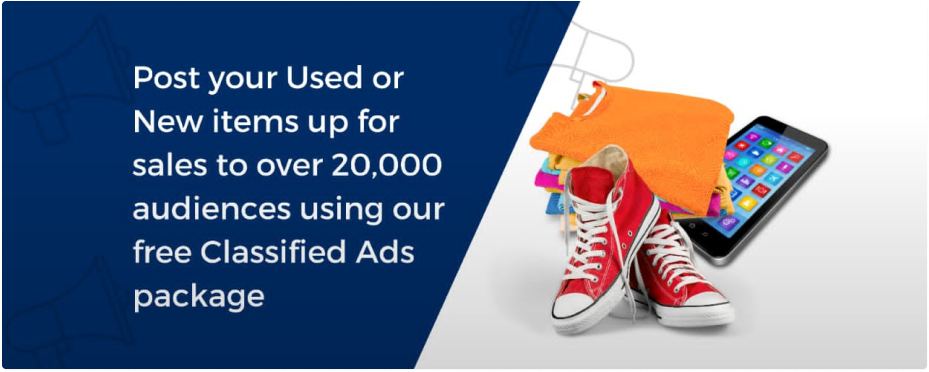 Post your Used or
New items up for
sales to over 20,000
audiences using our
free Classified Ads
package